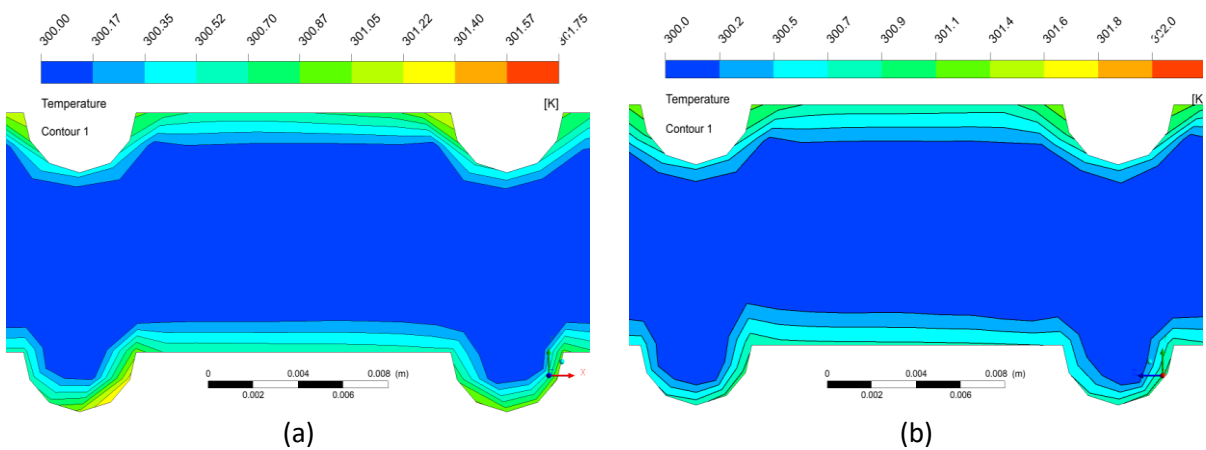 300.00 300.17 300.35 300.52 300.70 300.87 301.05 301.22 301.40 301.57
Temperature [K]
Contour 1
0 0.004 0.008 (m)
0.002 0.006
X
(a)
300.0 300.2 300.5 300.7 300.9 301.1 301.4 301.6 301.8
Temperature [K
Contour 1
0 0.004 0.008 (m)
0.002 0.006
(b)